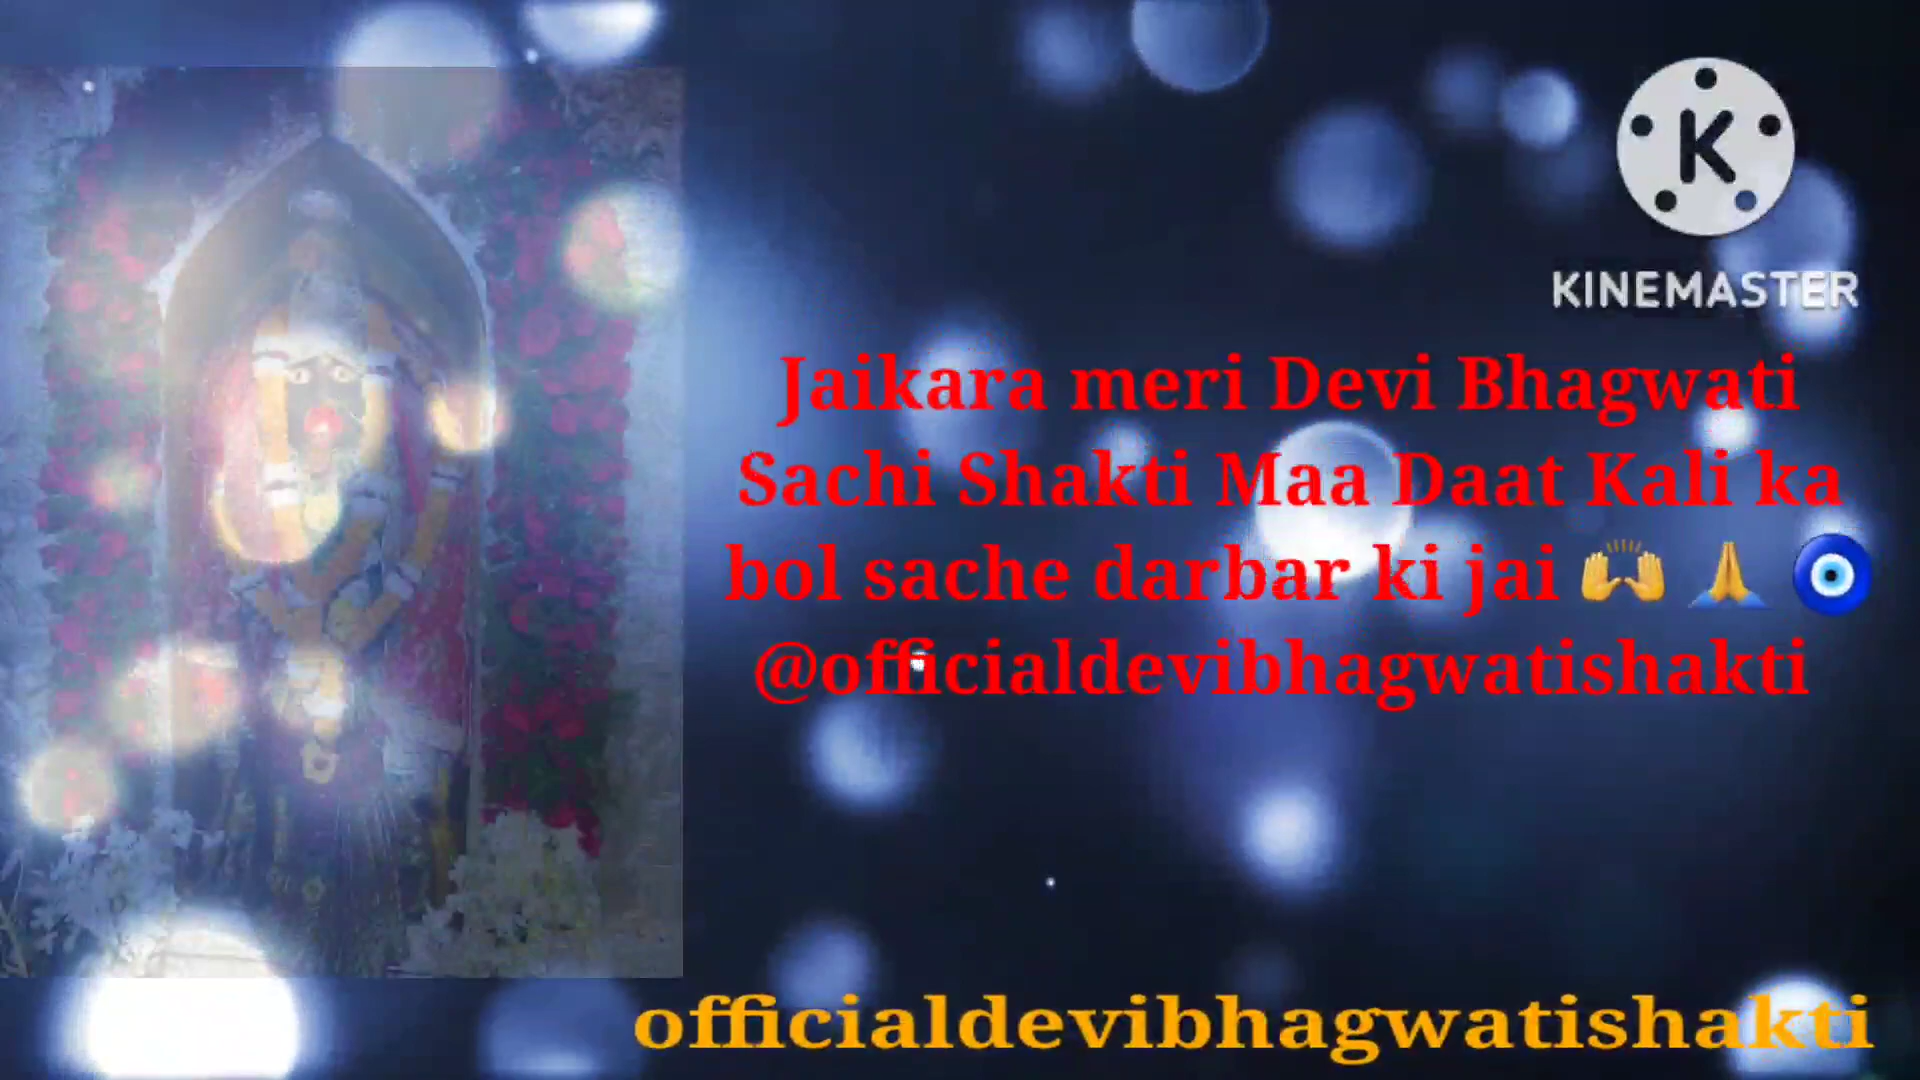 K
KINEMASTER
Jaikara meri Devi Bhagwati
Sachi Shakti Maa Daat Kali ka
bol sache darbar ki jai 🙌 🙏 🧿
@officialdevibhagwatishakti
officialdevibhagwatishakti